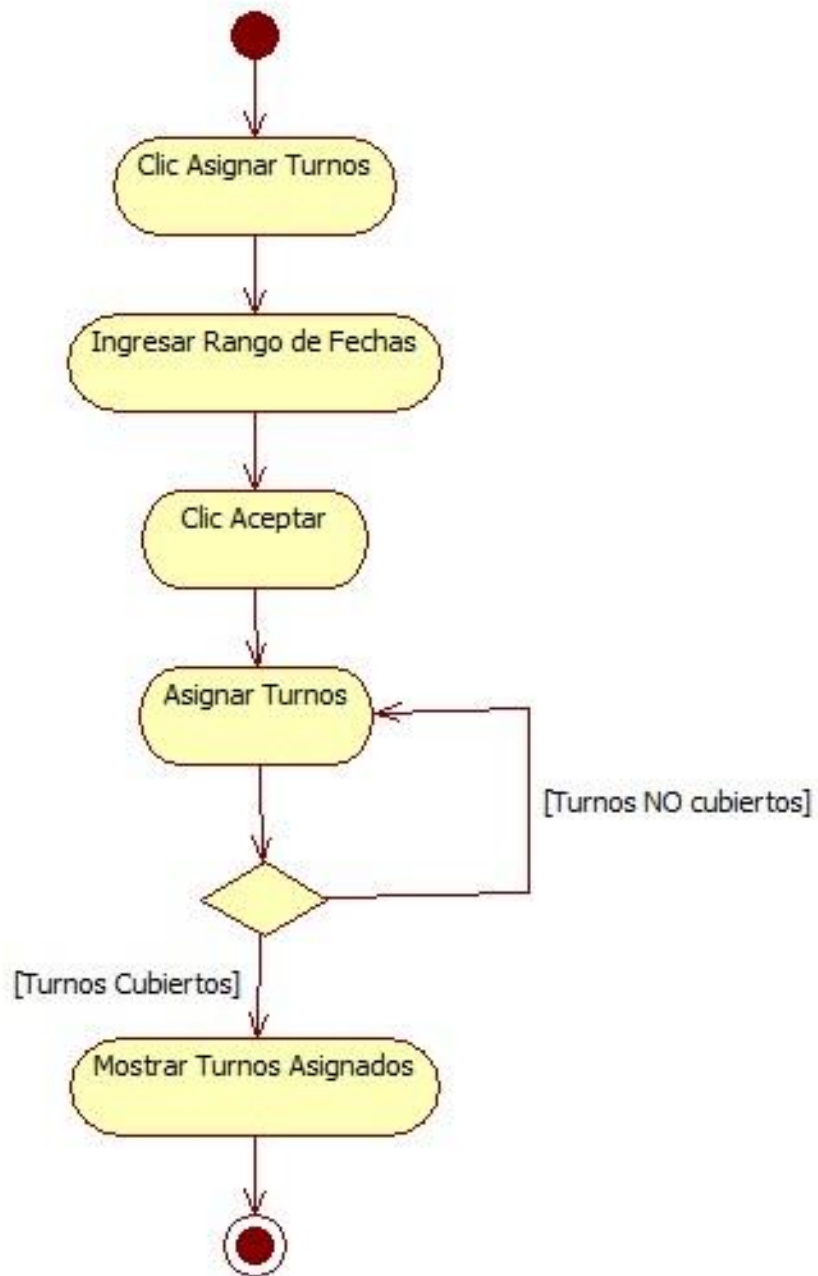 Clic Asignar Turnos
Ingresar Rango de Fechas
Clic Aceptar
Asignar Turnos
[Turnos NO cubiertos]
[Turnos Cubiertos]
Mostrar Turnos Asignados